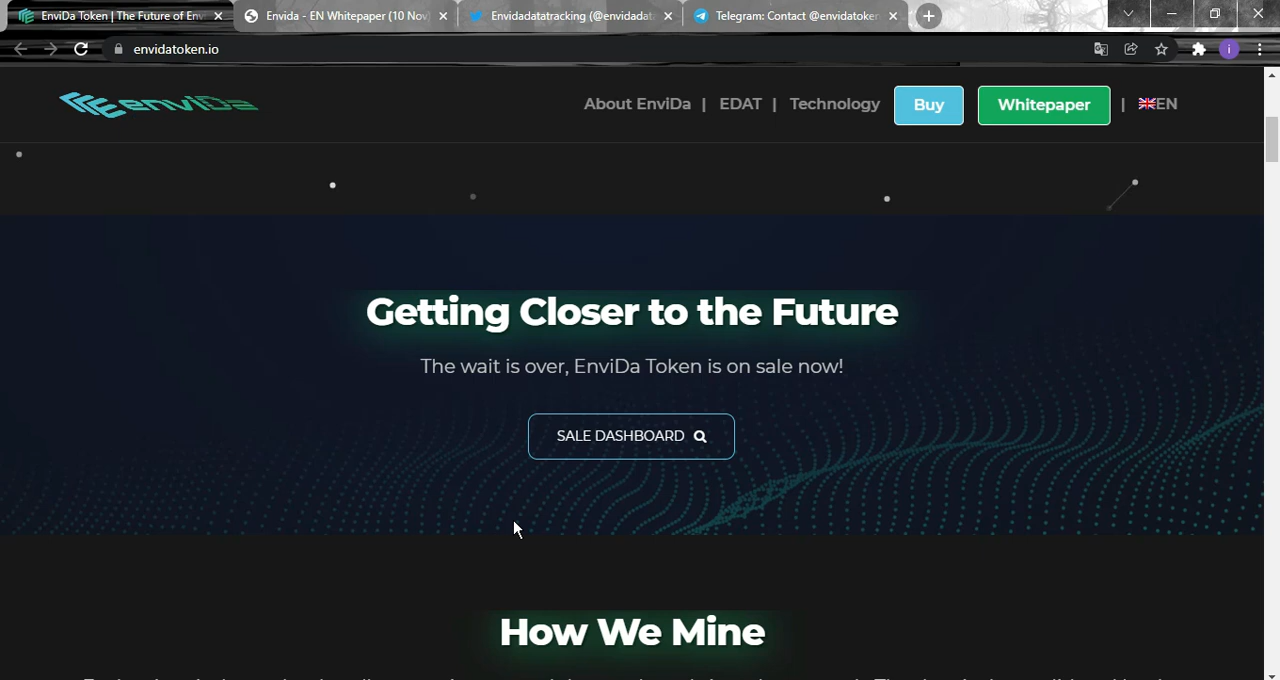 EnviDa Token | The Future of Env
Envida - EN Whitepaper (10 Nov)
Envidadatatracking (@envidadata
Telegram: Contact @envidatoken
envidatoken.io
i
envIDa
About EnviDa | EDAT | Technology Buy Whitepaper | EN
Getting Closer to the Future
The wait is over, EnviDa Token is on sale now!
SALE DASHBOARD
How We Mine